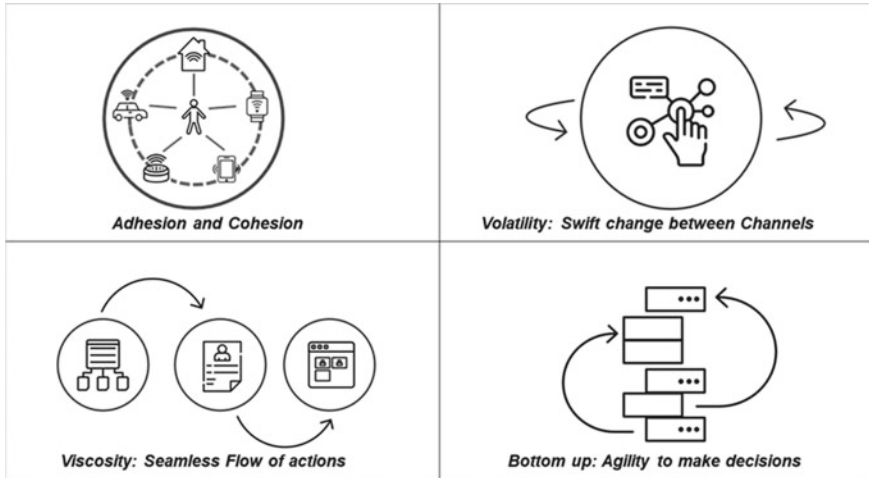 Adhesion and Cohesion
Volatility: Swift change between Channels
Viscosity: Seamless Flow of actions
Bottom up: Agility to make decisions